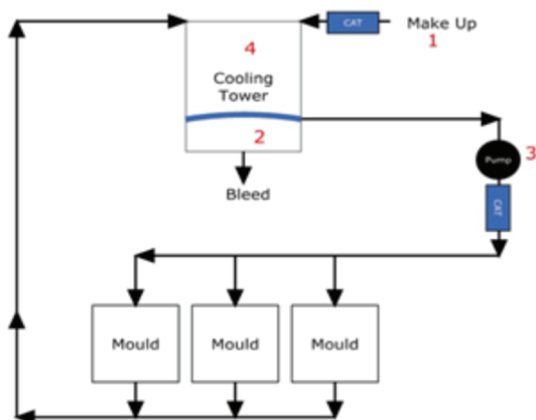 CAT
Make Up
1
4
Cooling
Tower
2
Bleed
Pump
3
CAT
Mould
Mould
Mould